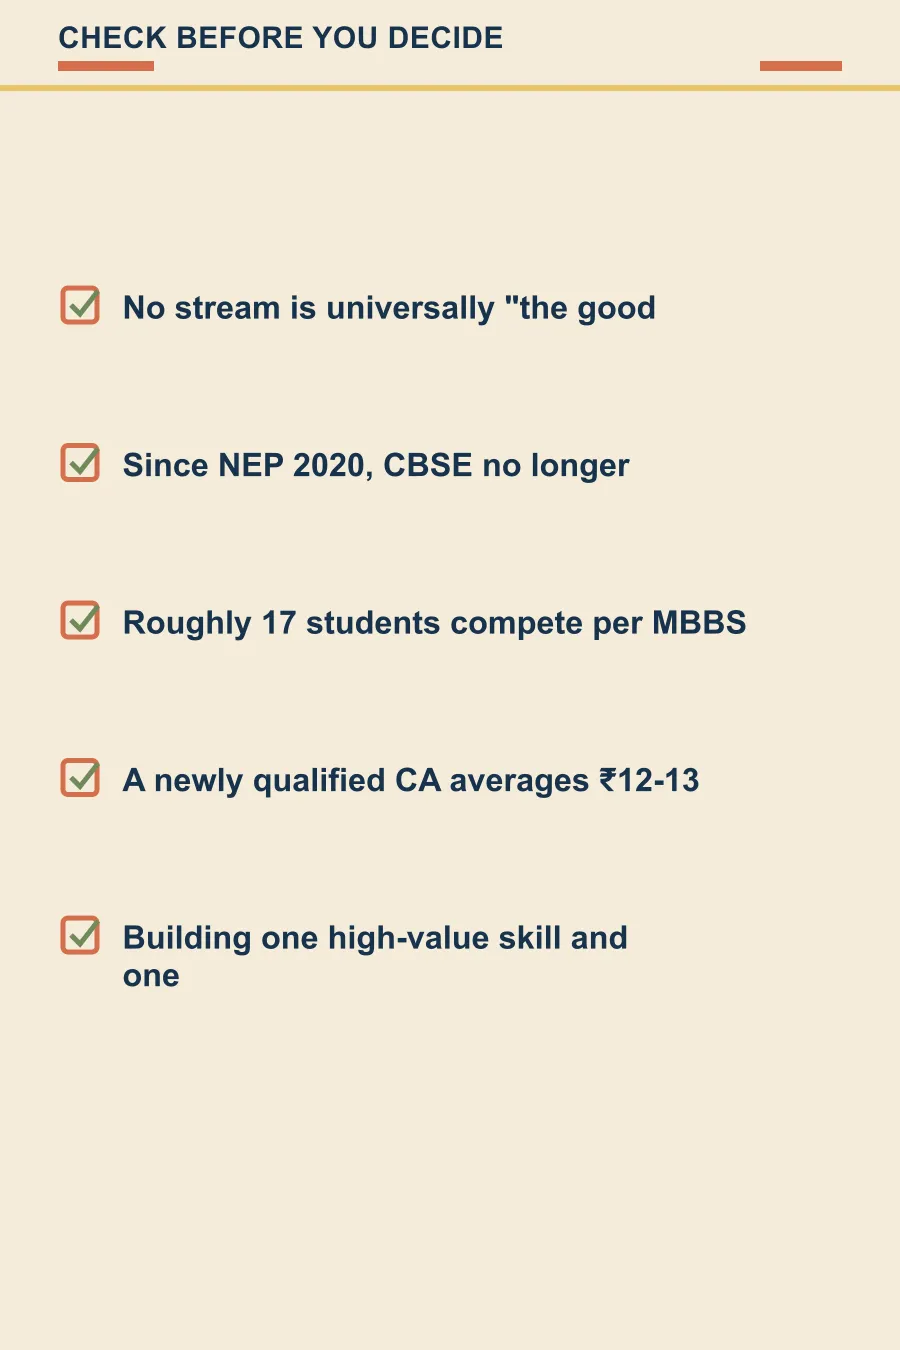 CHECK BEFORE YOU DECIDE
No stream is universally "the good
Since NEP 2020, CBSE no longer
Roughly 17 students compete per MBBS
A newly qualified CA averages ₹12-13
Building one high-value skill and
one